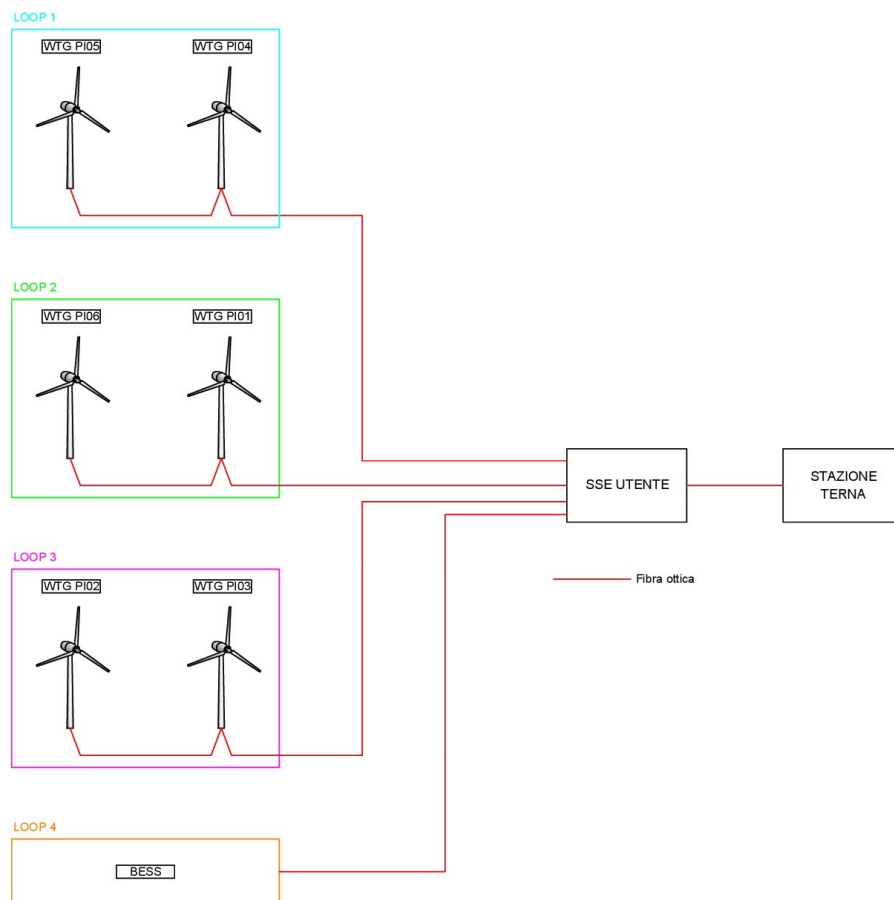 LOOP 1
WTG PI05
WTG PI04
LOOP 2
WTG PI06
WTG PI01
SSE UTENTE
STAZIONE
TERNA
LOOP 3
WTG PI02
WTG PI03
Fibra ottica
LOOP 4
BESS